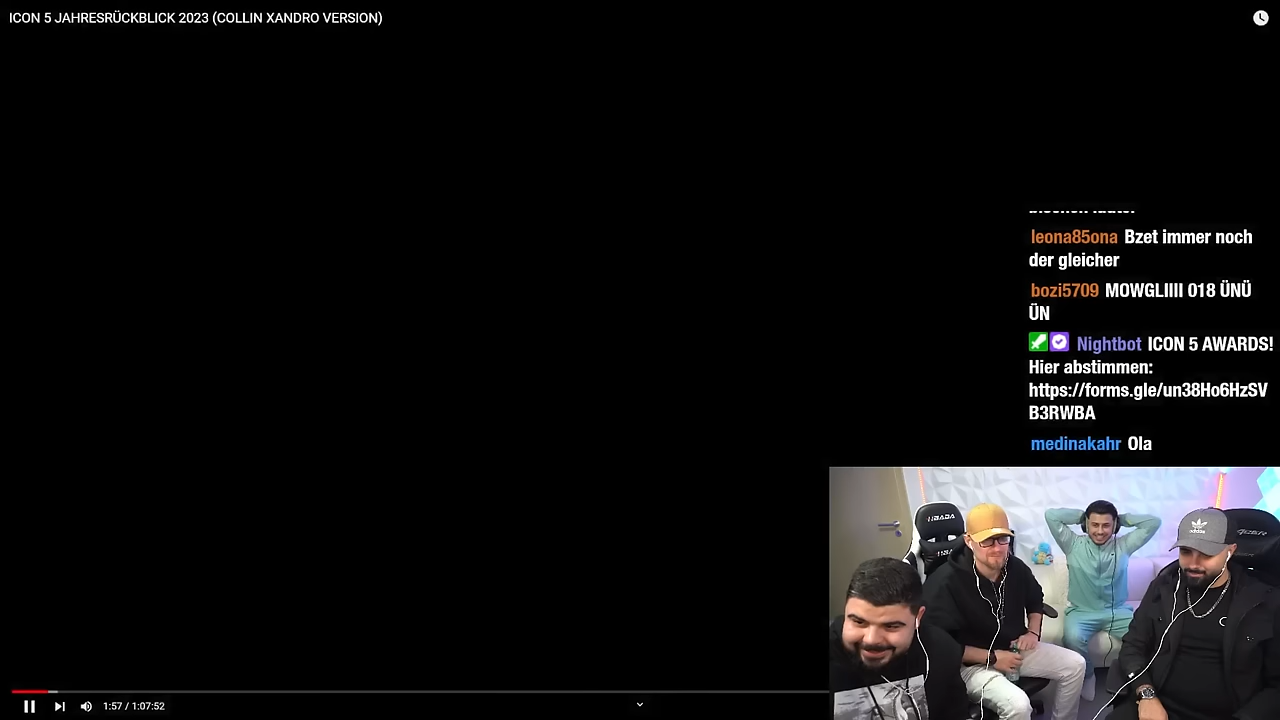 ICON 5 JAHRESRÜCKBLICK 2023 (COLLIN XANDRO VERSION)
leona85ona Bzet immer noch
der gleicher
bozi5709 MOWGLIIII 018 ÜNÜ
ÜN
Nightbot ICON 5 AWARDS!
Hier abstimmen:
https://forms.gle/un38Ho6HzSV
B3RWBA
medinakahr Ola
adidas
1:57 / 1:07:52